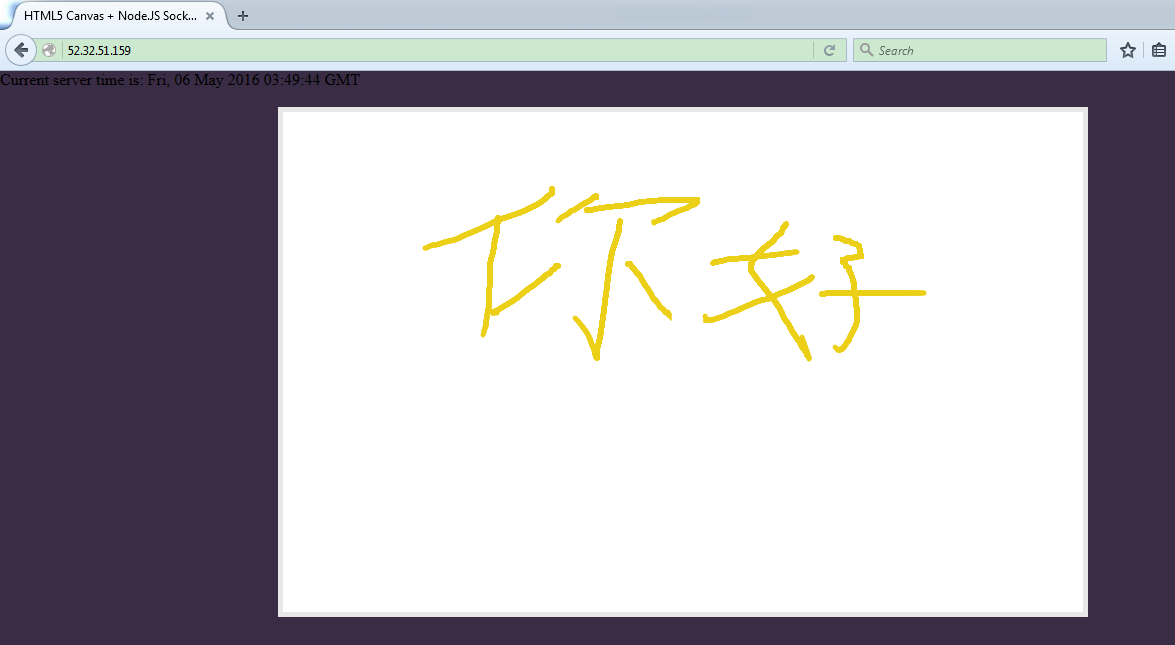 HTML5 Canvas + Node.JS Sock...
52.32.51.159
Search
Current server time is: Fri, 06 May 2016 03:49:44 GMT
你好